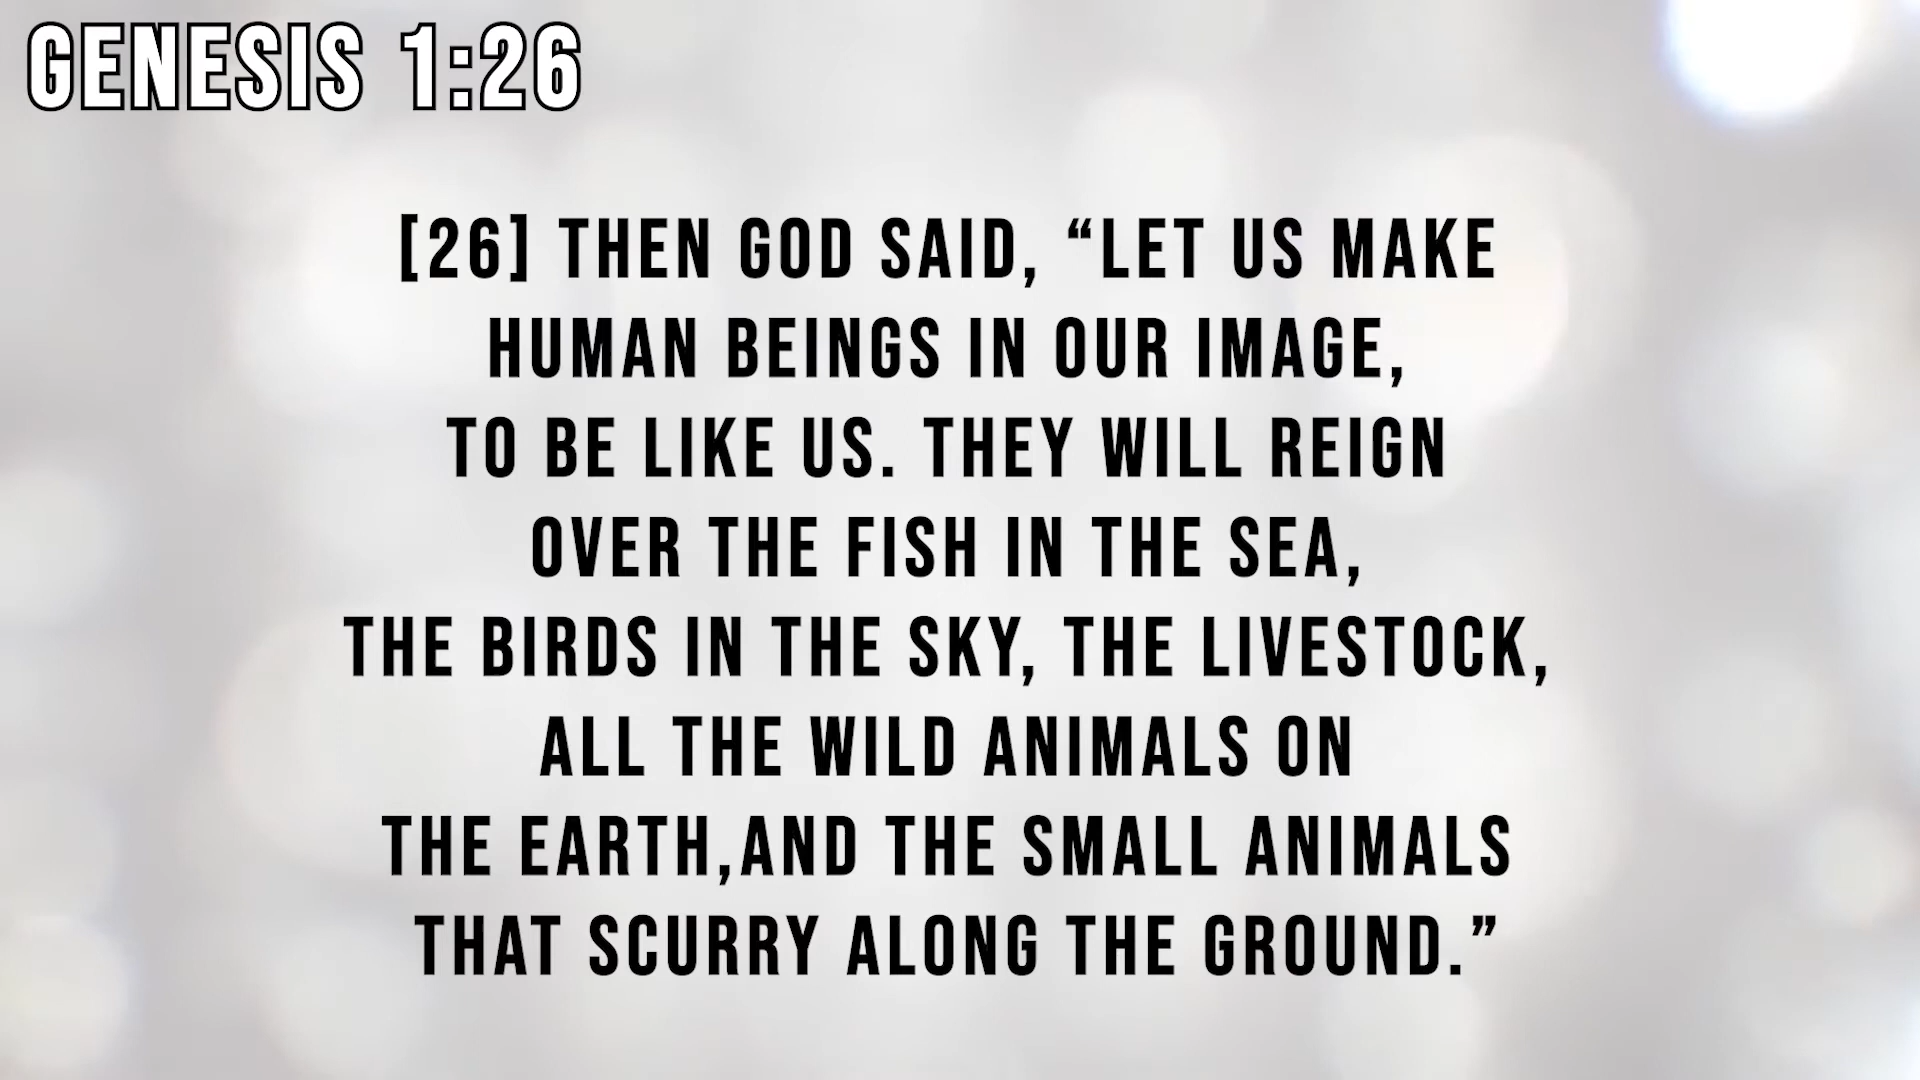 GENESIS 1:26
[26] THEN GOD SAID, “LET US MAKE
HUMAN BEINGS IN OUR IMAGE,
TO BE LIKE US. THEY WILL REIGN
OVER THE FISH IN THE SEA,
THE BIRDS IN THE SKY, THE LIVESTOCK,
ALL THE WILD ANIMALS ON
THE EARTH,AND THE SMALL ANIMALS
THAT SCURRY ALONG THE GROUND.”